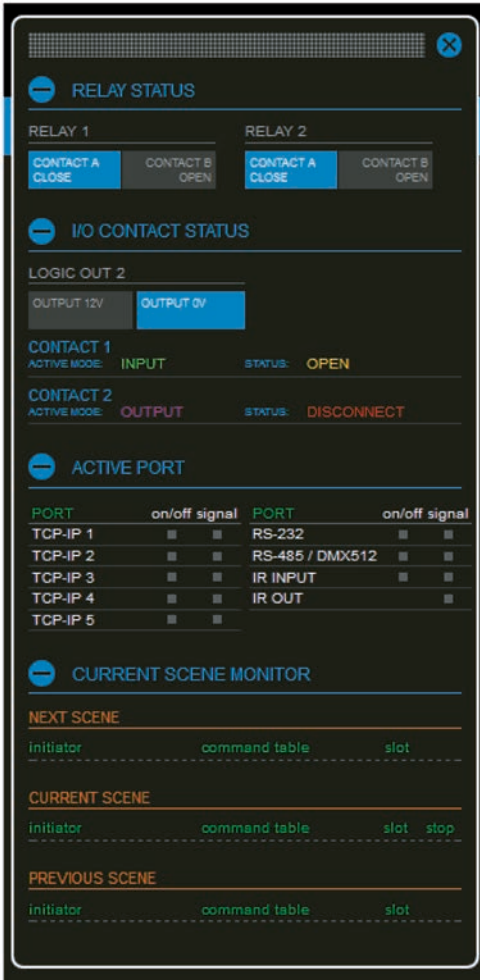 RELAY STATUS
RELAY 1 RELAY 2
CONTACT A CONTACT B CONTACT A CONTACT B
CLOSE OPEN CLOSE OPEN
I/O CONTACT STATUS
LOGIC OUT 2
OUTPUT 12V OUTPUT 0V
CONTACT 1
ACTIVE MODE: INPUT STATUS: OPEN
CONTACT 2
ACTIVE MODE: OUTPUT STATUS: DISCONNECT
ACTIVE PORT
PORT on/off signal PORT on/off signal
TCP-IP 1 RS-232
TCP-IP 2 RS-485 / DMX512
TCP-IP 3 IR INPUT
TCP-IP 4 IR OUT
TCP-IP 5
CURRENT SCENE MONITOR
NEXT SCENE
initiator command table slot
CURRENT SCENE
initiator command table slot stop
PREVIOUS SCENE
initiator command table slot